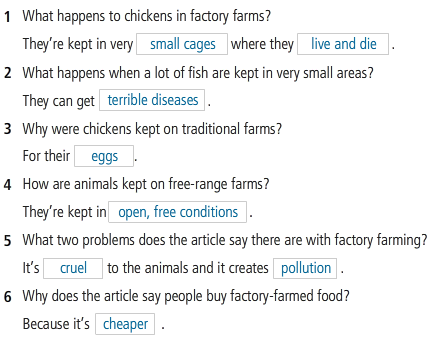 1 What happens to chickens in factory farms?
They're kept in very small cages where they live and die .
2 What happens when a lot of fish are kept in very small areas?
They can get terrible diseases .
3 Why were chickens kept on traditional farms?
For their eggs .
4 How are animals kept on free-range farms?
They're kept in open, free conditions .
5 What two problems does the article say there are with factory farming?
It's cruel to the animals and it creates pollution .
6 Why does the article say people buy factory-farmed food?
Because it's cheaper .